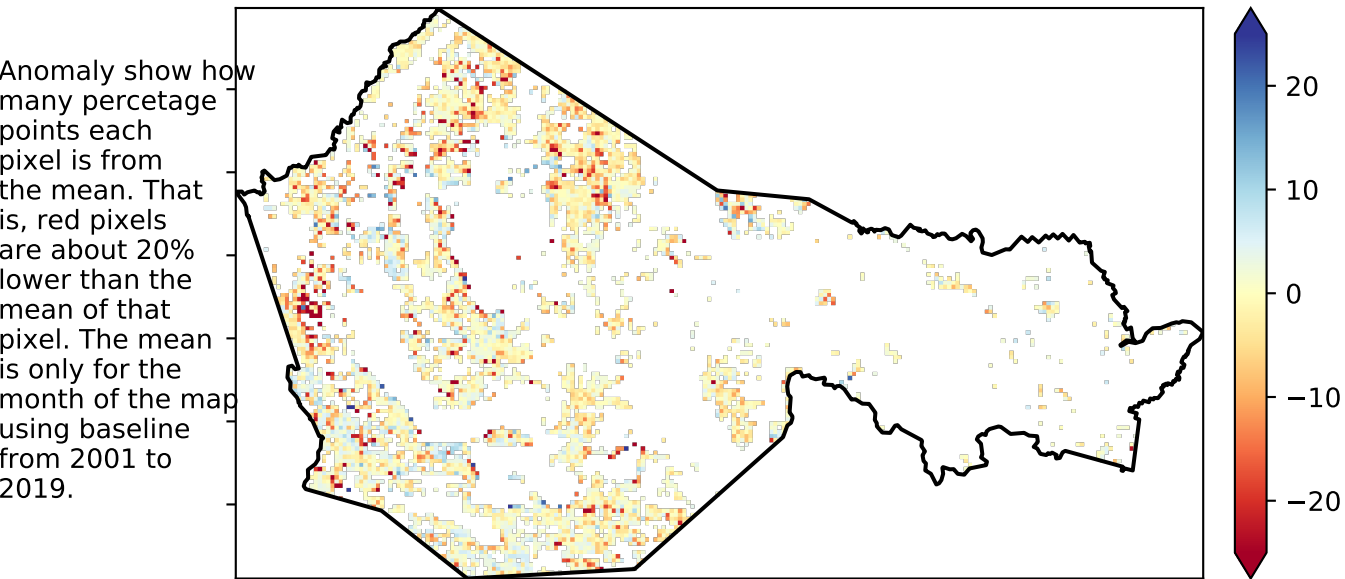 Anomaly show how
many percetage
points each
pixel is from
the mean. That
is, red pixels
are about 20%
lower than the
mean of that
pixel. The mean
is only for the
month of the map
using baseline
from 2001 to
2019.
20
10
0
−10
−20